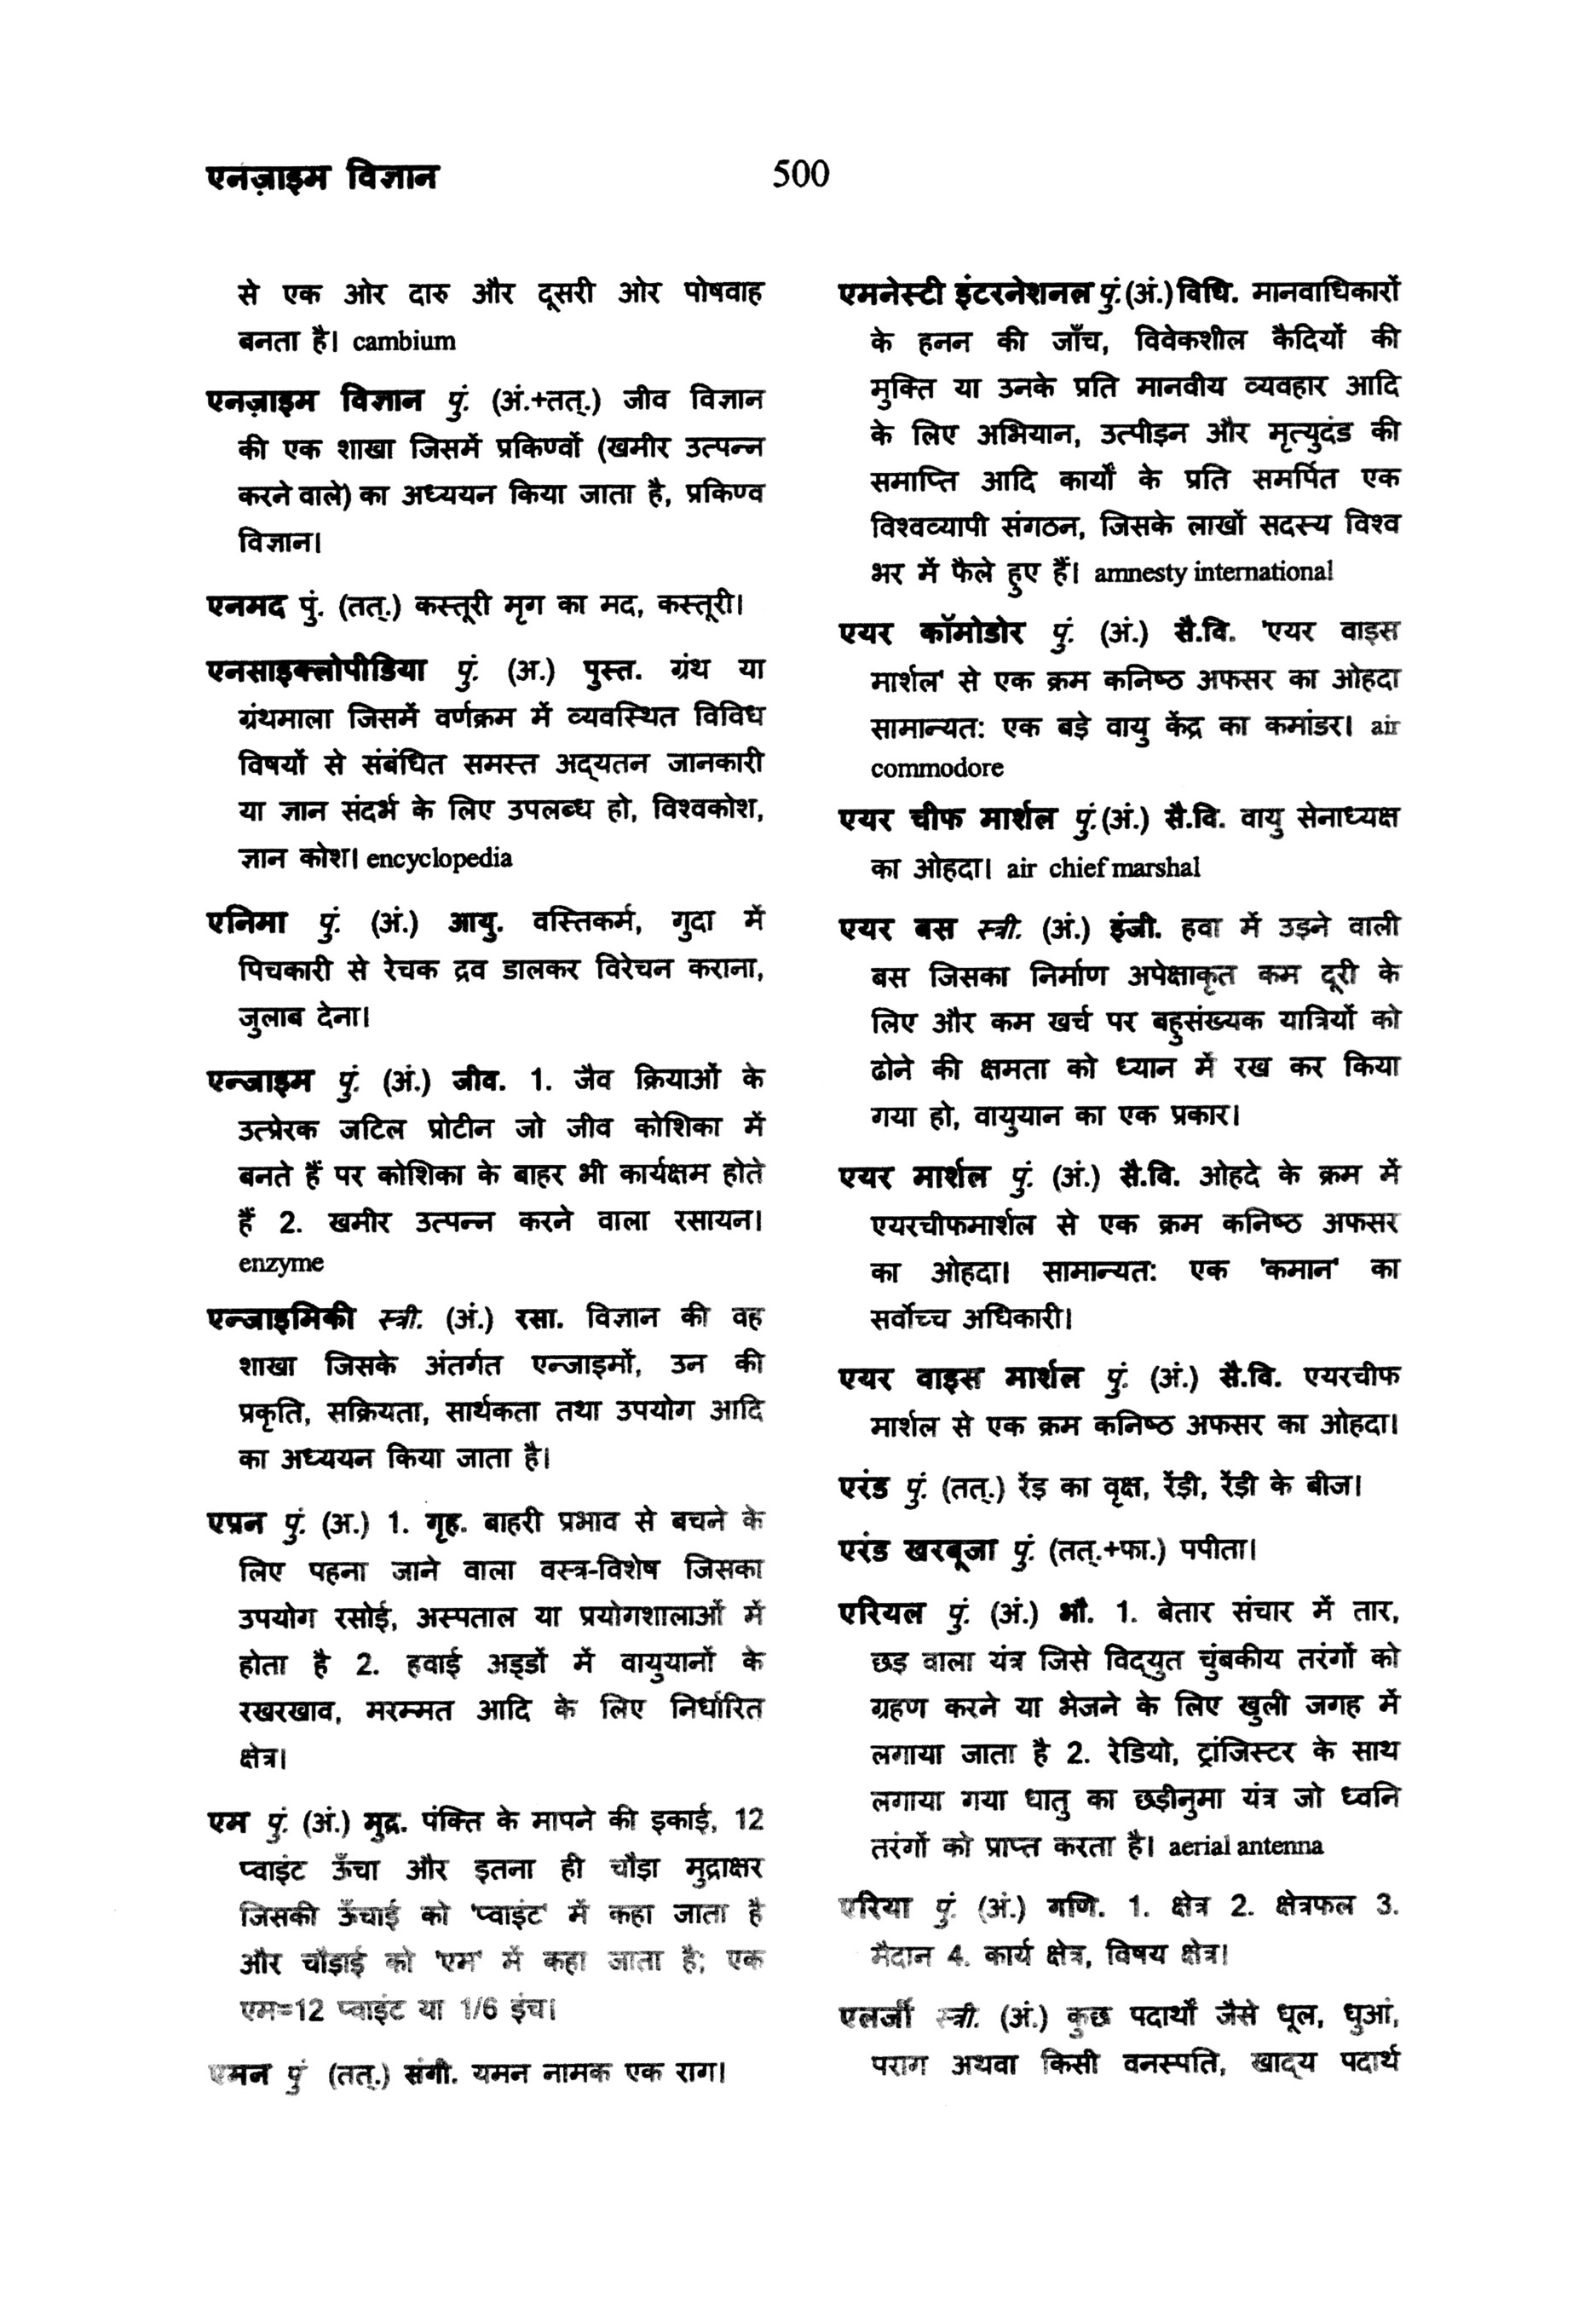 एनज़ाइम विज्ञान
500
से एक ओर दारु और दूसरी ओर पोषवाह
बनता है। cambium
एनज़ाइम विज्ञान पुं. (अं.+तत्.) जीव विज्ञान
की एक शाखा जिसमें प्रकिण्वों (खमीर उत्पन्न
करने वाले) का अध्ययन किया जाता है, प्रकिण्व
विज्ञान।
एनमद पुं. (तत्.) कस्तूरी मृग का मद, कस्तूरी।
एनसाइक्लोपीडिया पुं. (अ.) पुस्त. ग्रंथ या
ग्रंथमाला जिसमें वर्णक्रम में व्यवस्थित विविध
विषयों से संबंधित समस्त अद्‌यतन जानकारी
या ज्ञान संदर्भ के लिए उपलब्ध हो, विश्वकोश,
ज्ञान कोश। encyclopedia
एनिमा पुं. (अं.) आयु. वस्तिकर्म, गुदा में
पिचकारी से रेचक द्रव डालकर विरेचन कराना,
जुलाब देना।
एन्जाइम पुं. (अं.) जीव. 1. जैव क्रियाओं के
उत्प्रेरक जटिल प्रोटीन जो जीव कोशिका में
बनते हैं पर कोशिका के बाहर भी कार्यक्षम होते
हैं 2. खमीर उत्पन्न करने वाला रसायन।
enzyme
एन्जाइमिकी स्त्री. (अं.) रसा. विज्ञान की वह
शाखा जिसके अंतर्गत एन्जाइमों, उन की
प्रकृति, सक्रियता, सार्थकता तथा उपयोग आदि
का अध्ययन किया जाता है।
एप्रन पुं. (अ.) 1. गृह. बाहरी प्रभाव से बचने के
लिए पहना जाने वाला वस्त्र-विशेष जिसका
उपयोग रसोई, अस्पताल या प्रयोगशालाओं में
होता है 2. हवाई अड्डों में वायुयानों के
रखरखाव, मरम्मत आदि के लिए निर्धारित
क्षेत्र।
एम पुं. (अं.) मुद्र. पंक्ति के मापने की इकाई, 12
प्वाइंट ऊँचा और इतना ही चौड़ा मुद्राक्षर
जिसकी ऊँचाई को 'प्वाइंट' में कहा जाता है
और चौड़ाई को 'एम' में कहा जाता है; एक
एम=12 प्वाइंट या 1/6 इंच।
एमन पुं (तत्.) संगी. यमन नामक एक राग।
एमनेस्टी इंटरनेशनल पुं.(अं.) विधि. मानवाधिकारों
के हनन की जाँच, विवेकशील कैदियों की
मुक्ति या उनके प्रति मानवीय व्यवहार आदि
के लिए अभियान, उत्पीड़न और मृत्युदंड की
समाप्ति आदि कार्यों के प्रति समर्पित एक
विश्वव्यापी संगठन, जिसके लाखों सदस्य विश्व
भर में फैले हुए हैं। amnesty international
एयर कॉमोडोर पुं. (अं.) सै.वि. 'एयर वाइस
मार्शल' से एक क्रम कनिष्ठ अफसर का ओहदा
सामान्यत: एक बड़े वायु केंद्र का कमांडर। air
commodore
एयर चीफ मार्शल पुं.(अं.) सै.वि. वायु सेनाध्यक्ष
का ओहदा। air chief marshal
एयर बस स्त्री. (अं.) इंजी. हवा में उड़ने वाली
बस जिसका निर्माण अपेक्षाकृत कम दूरी के
लिए और कम खर्च पर बहुसंख्यक यात्रियों को
ढोने की क्षमता को ध्यान में रख कर किया
गया हो, वायुयान का एक प्रकार।
एयर मार्शल पुं. (अं.) सै.वि. ओहदे के क्रम में
एयरचीफमार्शल से एक क्रम कनिष्ठ अफसर
का ओहदा। सामान्यत: एक 'कमान' का
सर्वोच्च अधिकारी।
एयर वाइस मार्शल पुं. (अं.) सै.वि. एयरचीफ
मार्शल से एक क्रम कनिष्ठ अफसर का ओहदा।
एरंड पुं. (तत्.) रेंड़ का वृक्ष, रेंड़ी, रेंड़ी के बीज।
एरंड खरबूजा पुं. (तत्.+फा.) पपीता।
एरियल पुं. (अं.) भौ. 1. बेतार संचार में तार,
छड़ वाला यंत्र जिसे विद्‌युत चुंबकीय तरंगों को
ग्रहण करने या भेजने के लिए खुली जगह में
लगाया जाता है 2. रेडियो, ट्रांजिस्टर के साथ
लगाया गया धातु का छड़ीनुमा यंत्र जो ध्वनि
तरंगों को प्राप्त करता है। aerial antenna
एरिया पुं. (अं.) गणि. 1. क्षेत्र 2. क्षेत्रफल 3.
मैदान 4. कार्य क्षेत्र, विषय क्षेत्र।
एलर्जी स्त्री. (अं.) कुछ पदार्थों जैसे धूल, धुआं,
पराग अथवा किसी वनस्पति, खाद्‌य पदार्थ